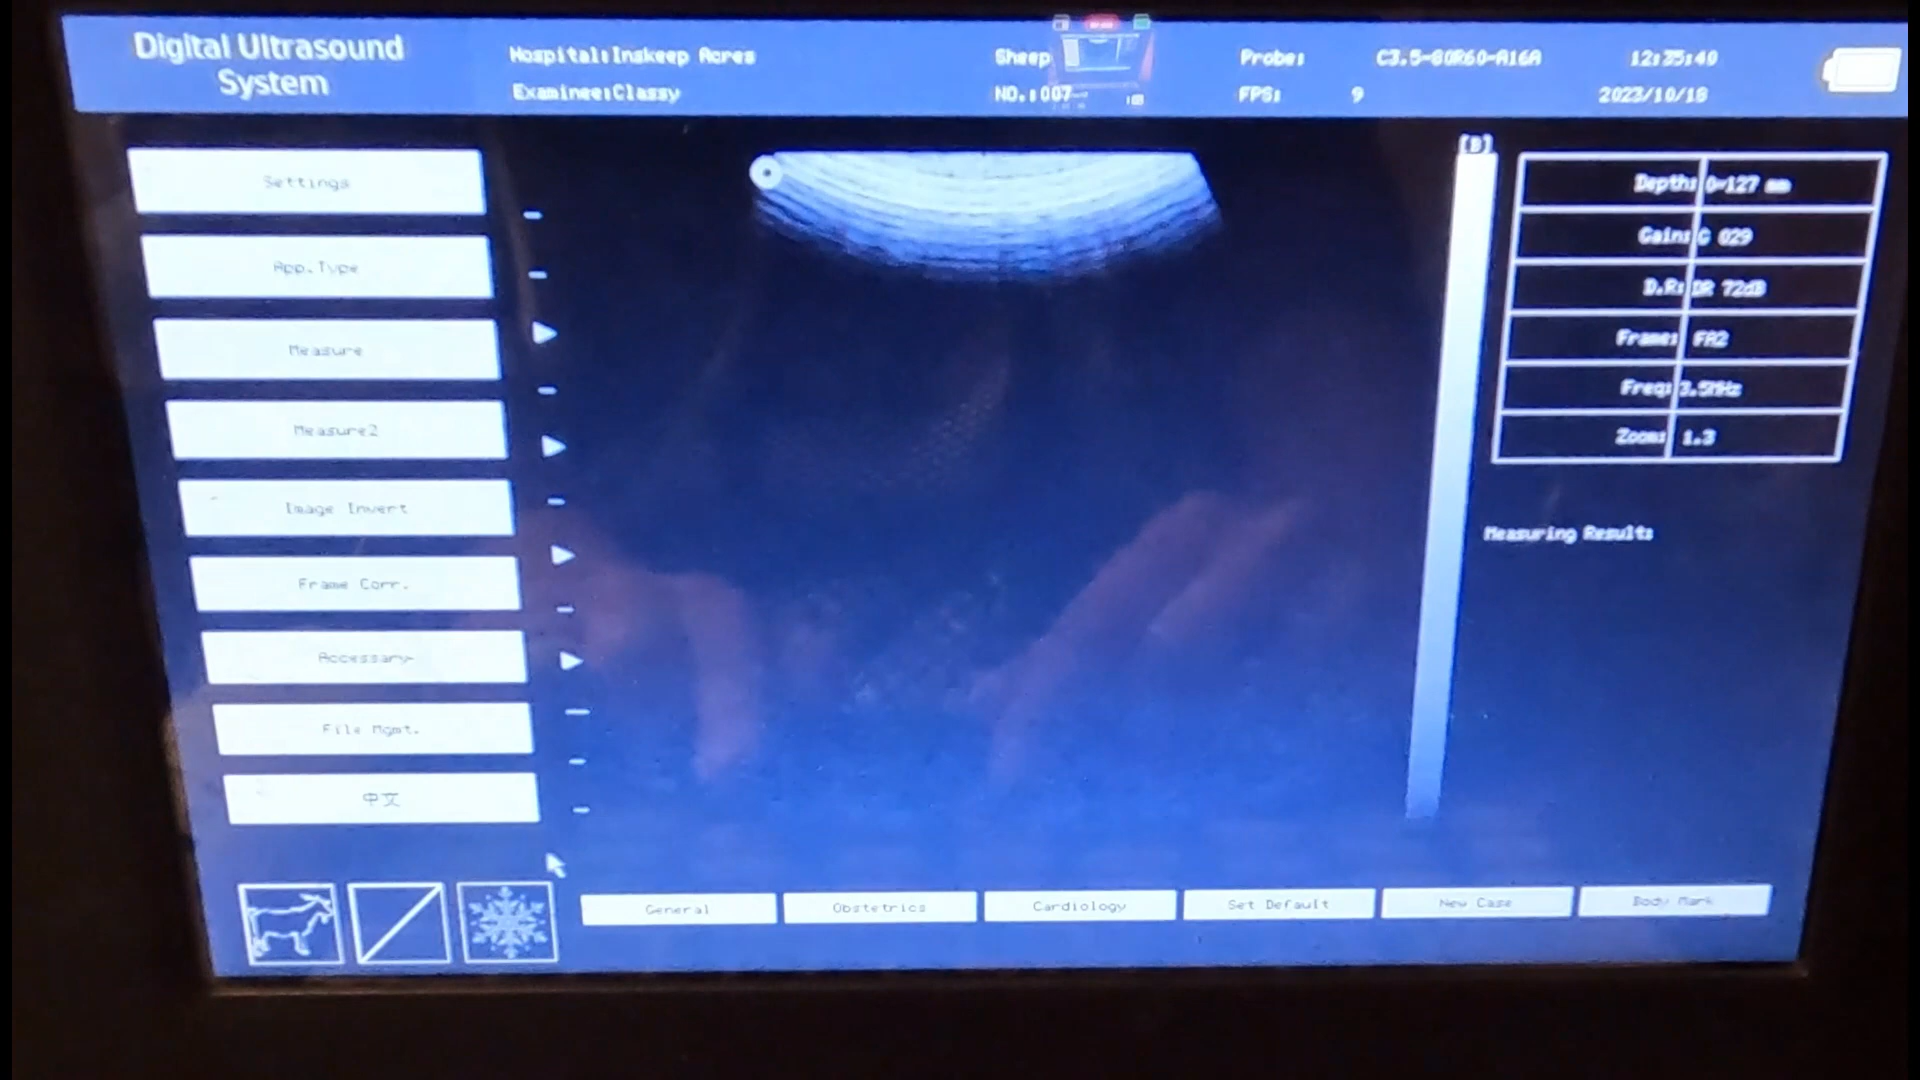 Digital Ultrasound
System
Hospital:Inskeep Acres
Examinee:Classy
Sheep
NO.:007
Probe: C3.5-80R60-A16A
FPS: 9
12:35:40
2023/10/18
[B]
Settings
App.Type
Measure
Measure2
Image Invert
Frame Corr.
Accessary-
File Mgmt.
中文
Depth: 0-127 mm
Gain: G 029
D.R: DR 72dB
Frame: FR2
Freq: 3.5MHz
Zoom: 1.3
Measuring Results
General
Obstetrics
Cardiology
Set Default
New Case
Body Mark